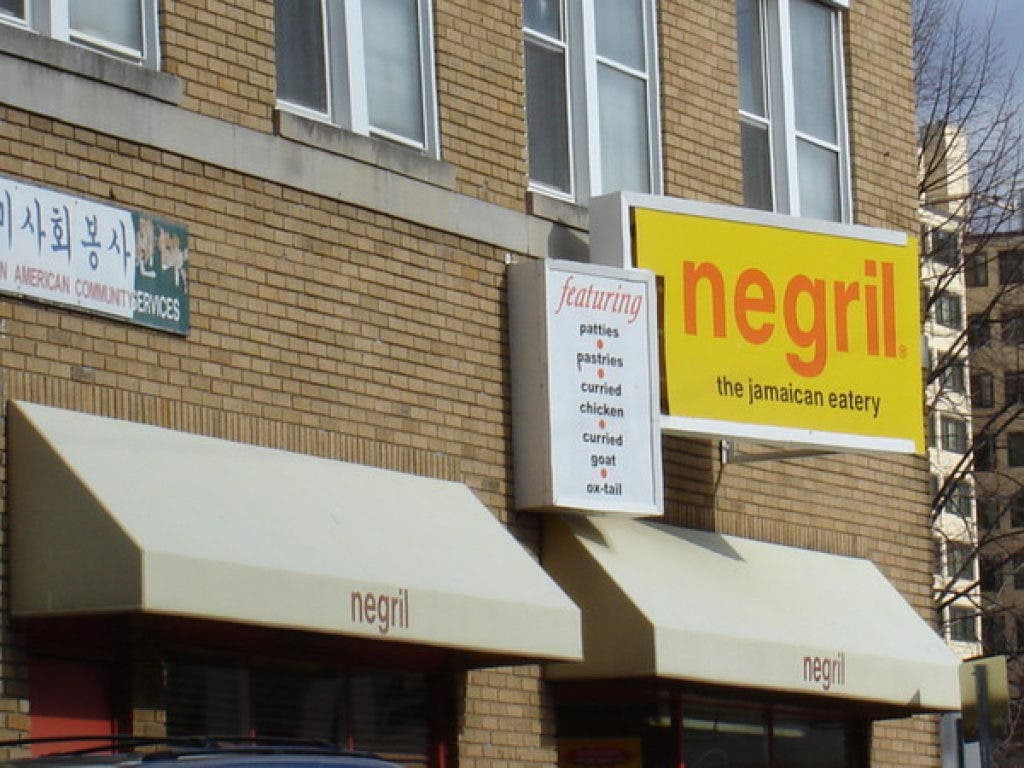 미사회봉사
N AMERICAN COMMUNITY SERVICES
featuring
patties
pastries
curried
chicken
curried
goat
ox-tail
negril
the jamaican eatery
negril
negril